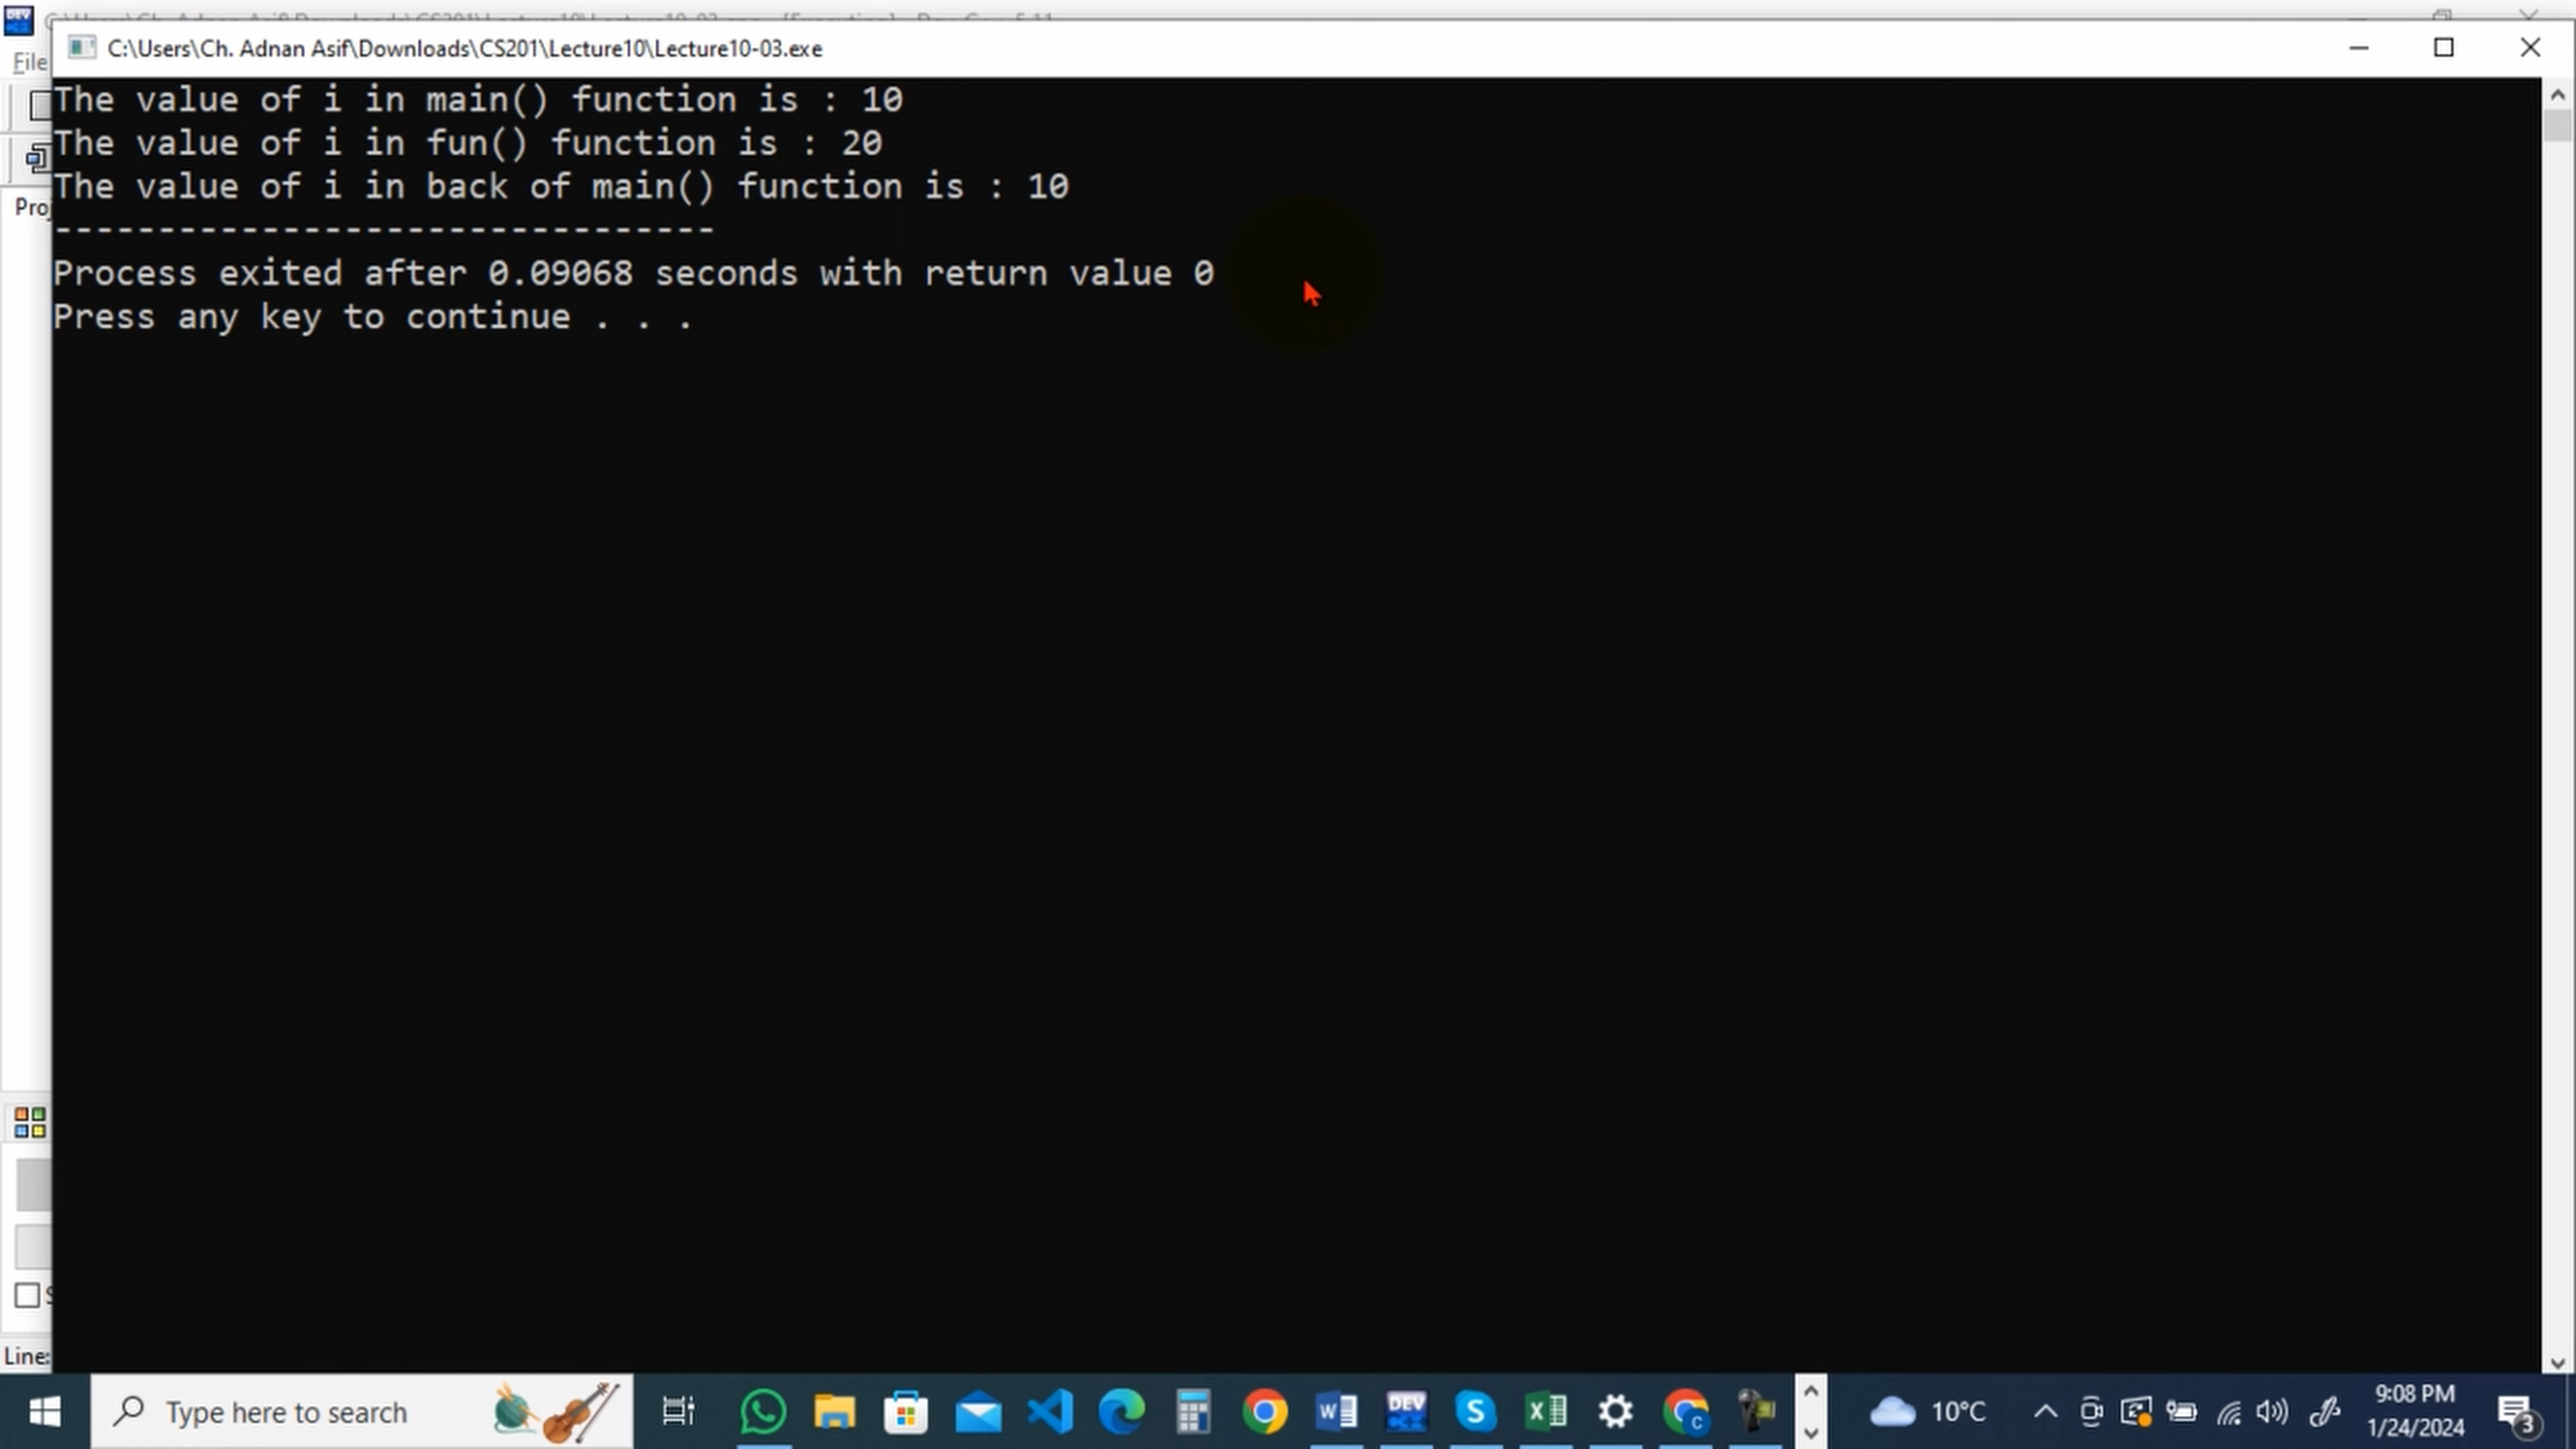 C:\Users\Ch. Adnan Asif\Downloads\CS201\Lecture10\Lecture10-03.exe
File
The value of i in main() function is : 10
The value of i in fun() function is : 20
The value of i in back of main() function is : 10
--------------------------------
Process exited after 0.09068 seconds with return value 0
Press any key to continue . . .
Line:
Type here to search
DEV
10°C
9:08 PM
1/24/2024
3